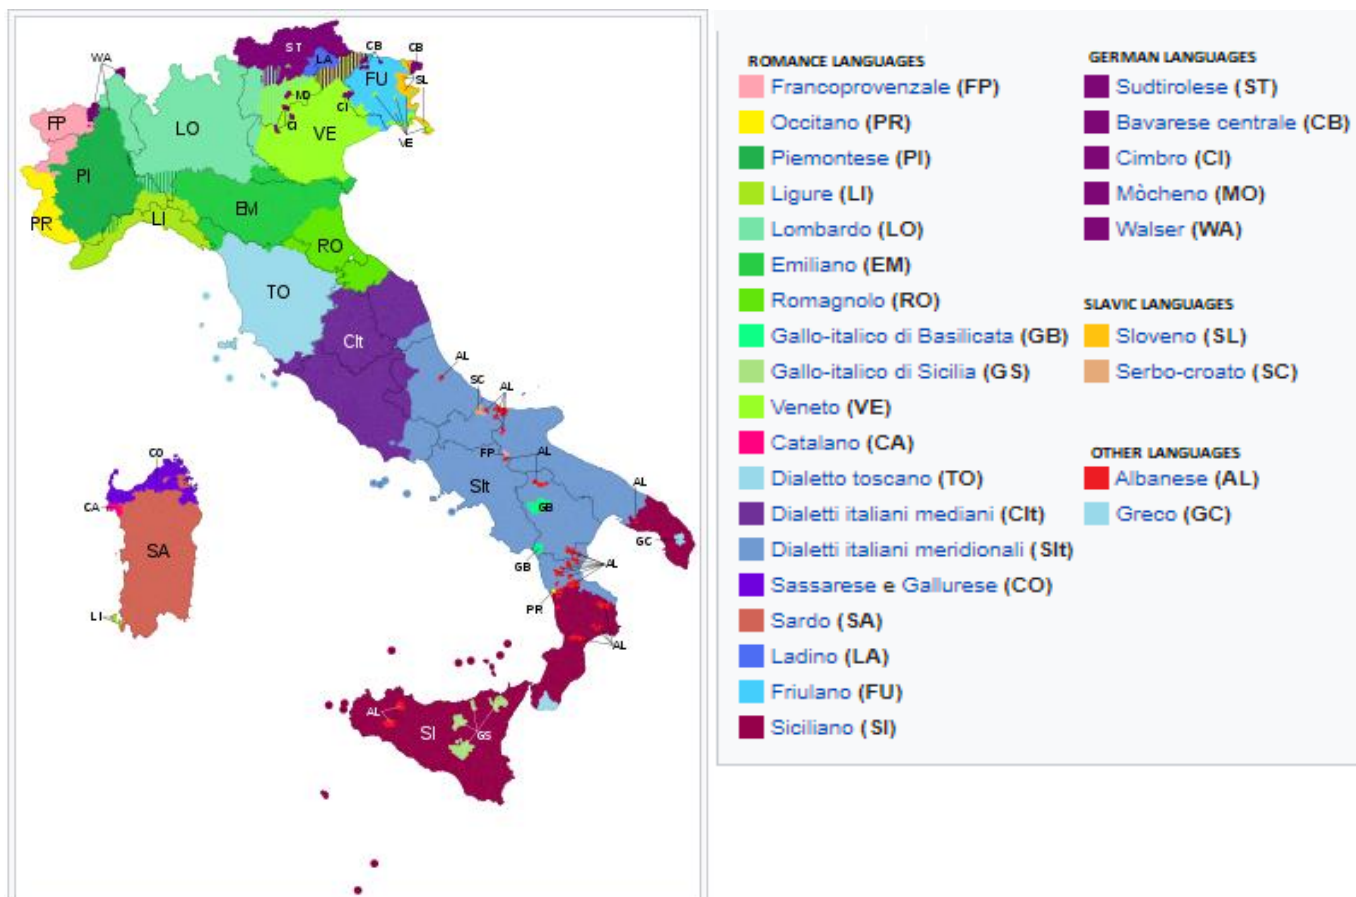 WA
ST
CB
CB
LA
SL
FU
FP
MO
LO
CI
CI
VE
VE
PI
EM
PR
LI
RO
TO
CIt
AL
SC
AL
FP
AL
CO
SIt
AL
CA
GB
GC
SA
GB
AL
PR
LI
AL
AL
SI
GS
ROMANCE LANGUAGES
Francoprovenzale (FP)
Occitano (PR)
Piemontese (PI)
Ligure (LI)
Lombardo (LO)
Emiliano (EM)
Romagnolo (RO)
Gallo-italico di Basilicata (GB)
Gallo-italico di Sicilia (GS)
Veneto (VE)
Catalano (CA)
Dialetto toscano (TO)
Dialetti italiani mediani (CIt)
Dialetti italiani meridionali (SIt)
Sassarese e Gallurese (CO)
Sardo (SA)
Ladino (LA)
Friulano (FU)
Siciliano (SI)
GERMAN LANGUAGES
Sudtirolese (ST)
Bavarese centrale (CB)
Cimbro (CI)
Mòcheno (MO)
Walser (WA)
SLAVIC LANGUAGES
Sloveno (SL)
Serbo-croato (SC)
OTHER LANGUAGES
Albanese (AL)
Greco (GC)